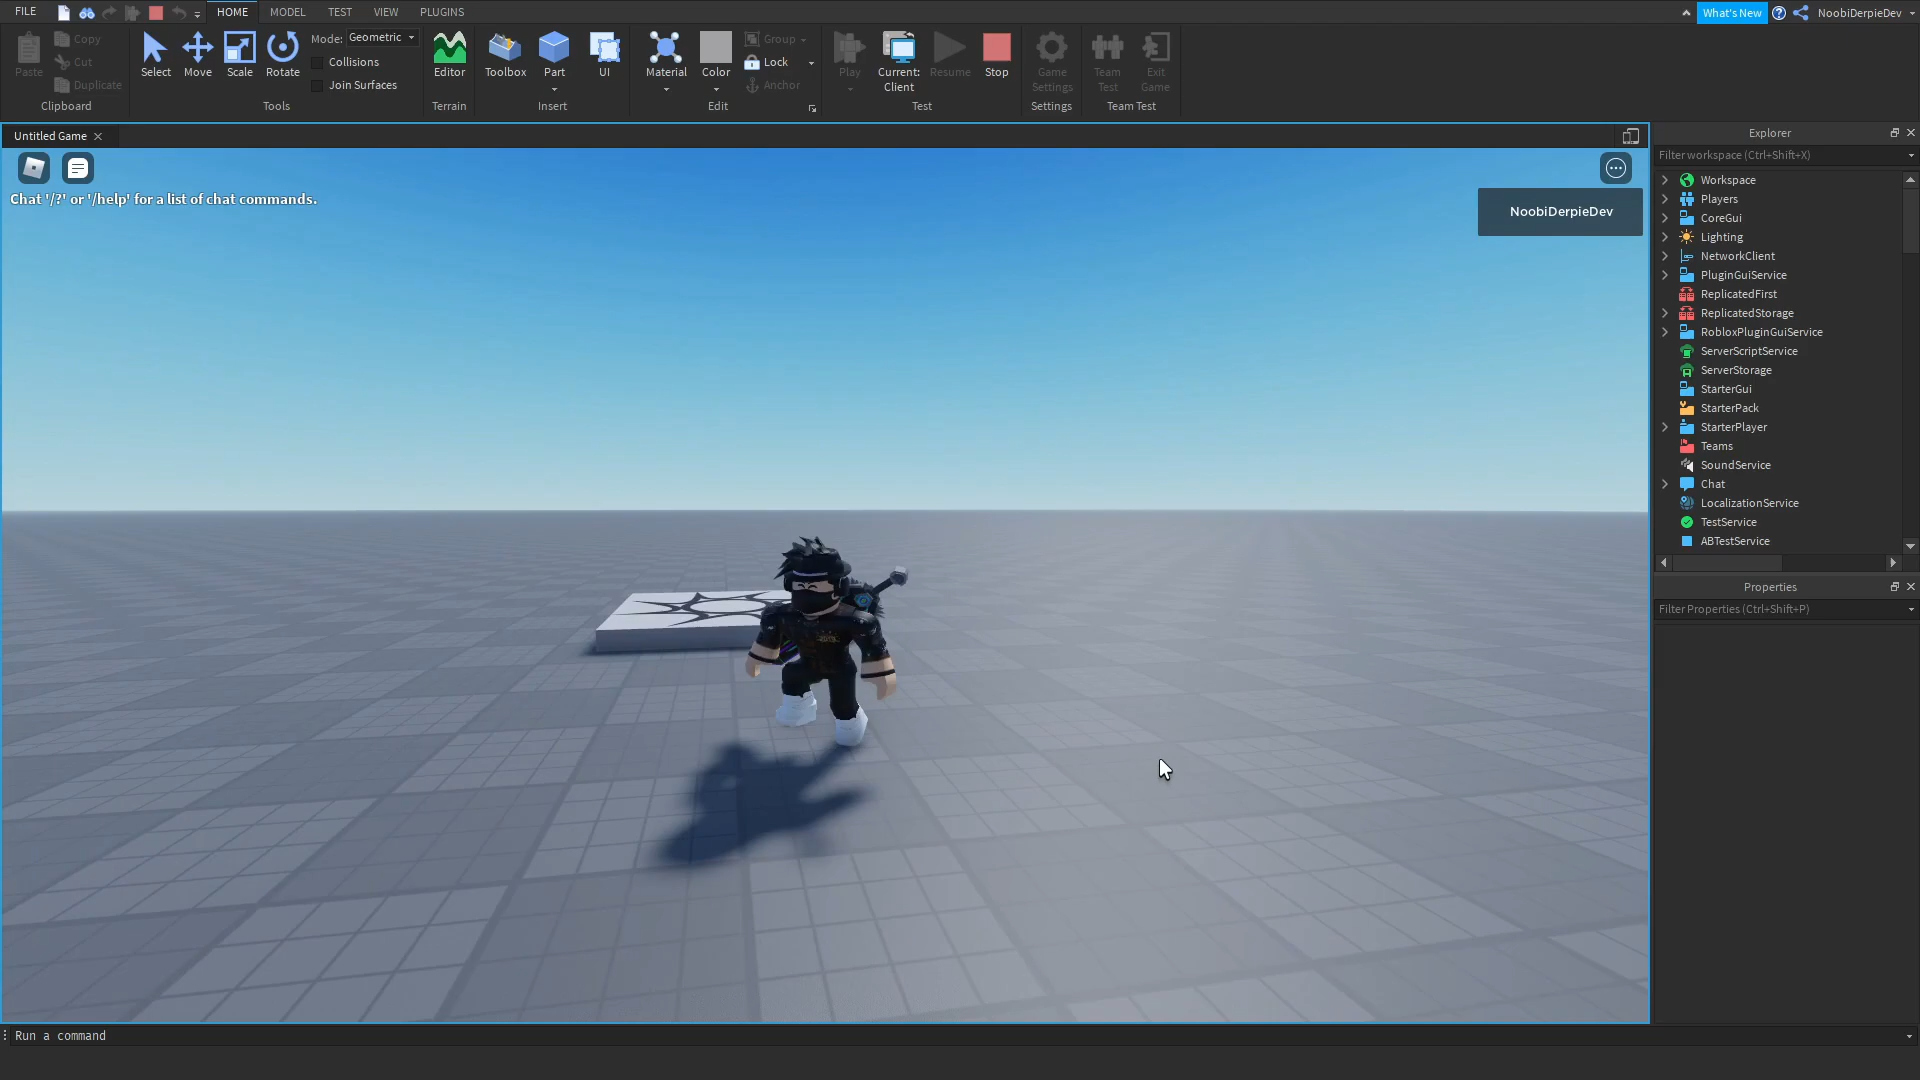 FILE HOME MODEL TEST VIEW PLUGINS What's New NoobiDerpieDev
Paste Copy Cut Duplicate Clipboard
Select Move Scale Rotate Mode: Geometric Collisions Join Surfaces Tools
Editor Terrain
Toolbox Part UI Insert
Material Color Group Lock Anchor Edit
Play Current: Client Resume Stop Test
Game Settings Settings
Team Test Exit Game Team Test
Untitled Game
Chat '/?' or '/help' for a list of chat commands.
NoobiDerpieDev
2019
Explorer
Filter workspace (Ctrl+Shift+X)
Workspace
Players
CoreGui
Lighting
NetworkClient
PluginGuiService
ReplicatedFirst
ReplicatedStorage
RobloxPluginGuiService
ServerScriptService
ServerStorage
StarterGui
StarterPack
StarterPlayer
Teams
SoundService
Chat
LocalizationService
TestService
ABTestService
Properties
Filter Properties (Ctrl+Shift+P)
Run a command